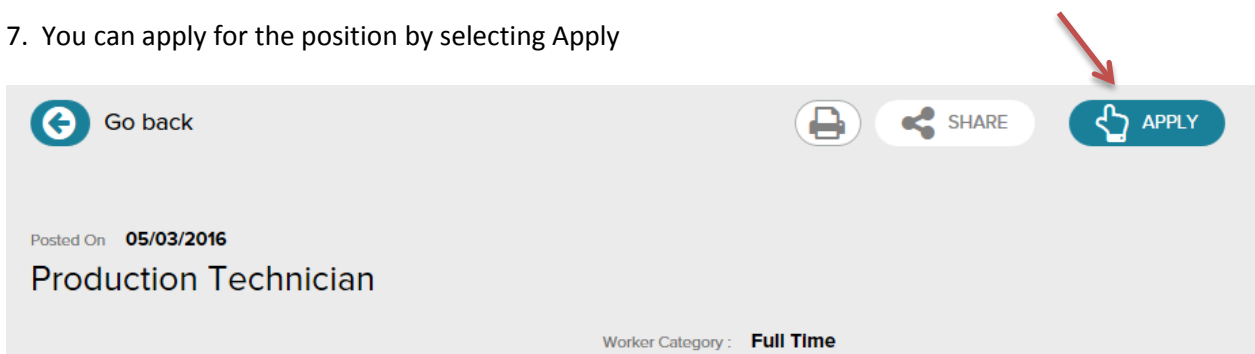 7. You can apply for the position by selecting Apply
Go back
SHARE
APPLY
Posted On 05/03/2016
Production Technician
Worker Category : Full Time